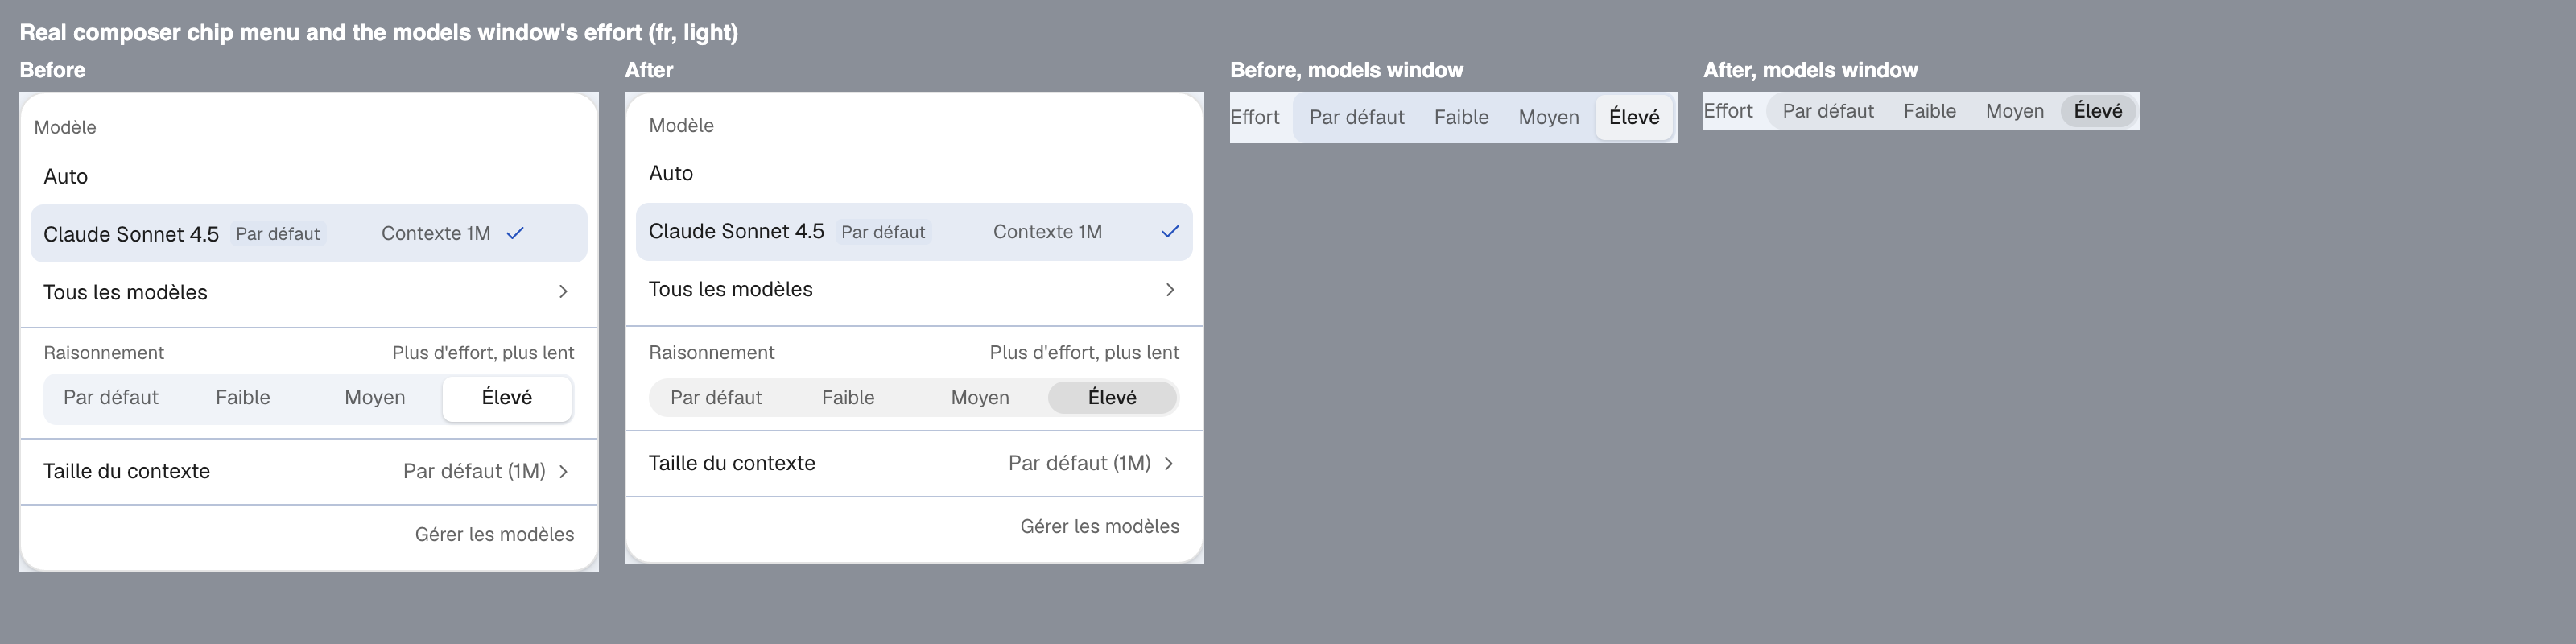 Real composer chip menu and the models window's effort (fr, light)
Before
Modèle
Auto
Claude Sonnet 4.5 Par défaut Contexte 1M
Tous les modèles
Raisonnement Plus d'effort, plus lent
Par défaut Faible Moyen Élevé
Taille du contexte Par défaut (1M)
Gérer les modèles
After
Modèle
Auto
Claude Sonnet 4.5 Par défaut Contexte 1M
Tous les modèles
Raisonnement Plus d'effort, plus lent
Par défaut Faible Moyen Élevé
Taille du contexte Par défaut (1M)
Gérer les modèles
Before, models window
Effort Par défaut Faible Moyen Élevé
After, models window
Effort Par défaut Faible Moyen Élevé